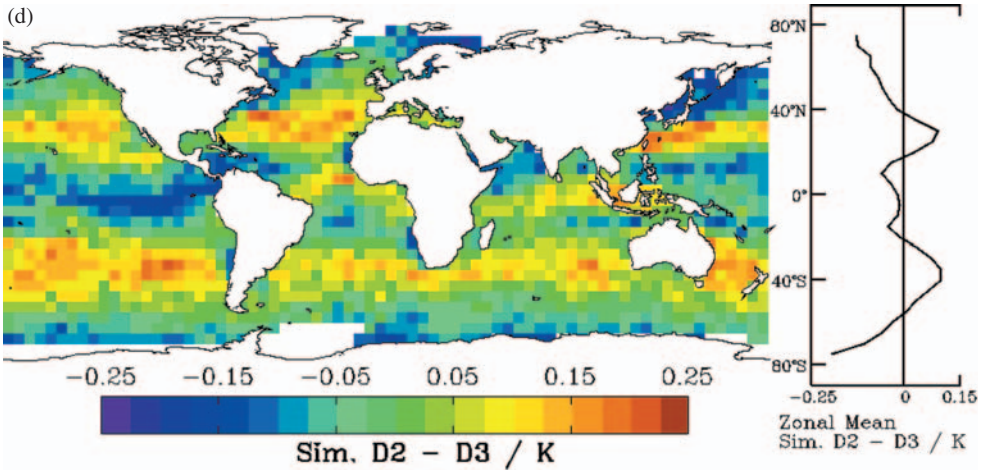 (d)
80°N
40°N
0°
40°S
80°S
-0.25 0 0.15
Zonal Mean
Sim. D2 - D3 / K
-0.25 -0.15 -0.05 0.05 0.15 0.25
Sim. D2 - D3 / K